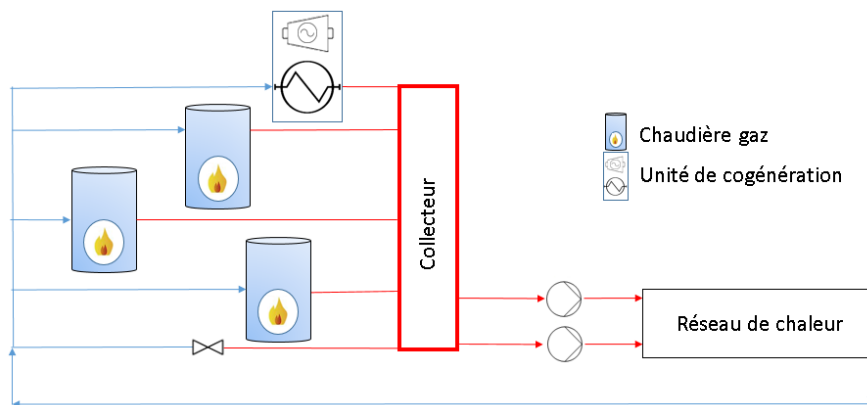 Chaudière gaz
Unité de cogénération
Collecteur
Réseau de chaleur